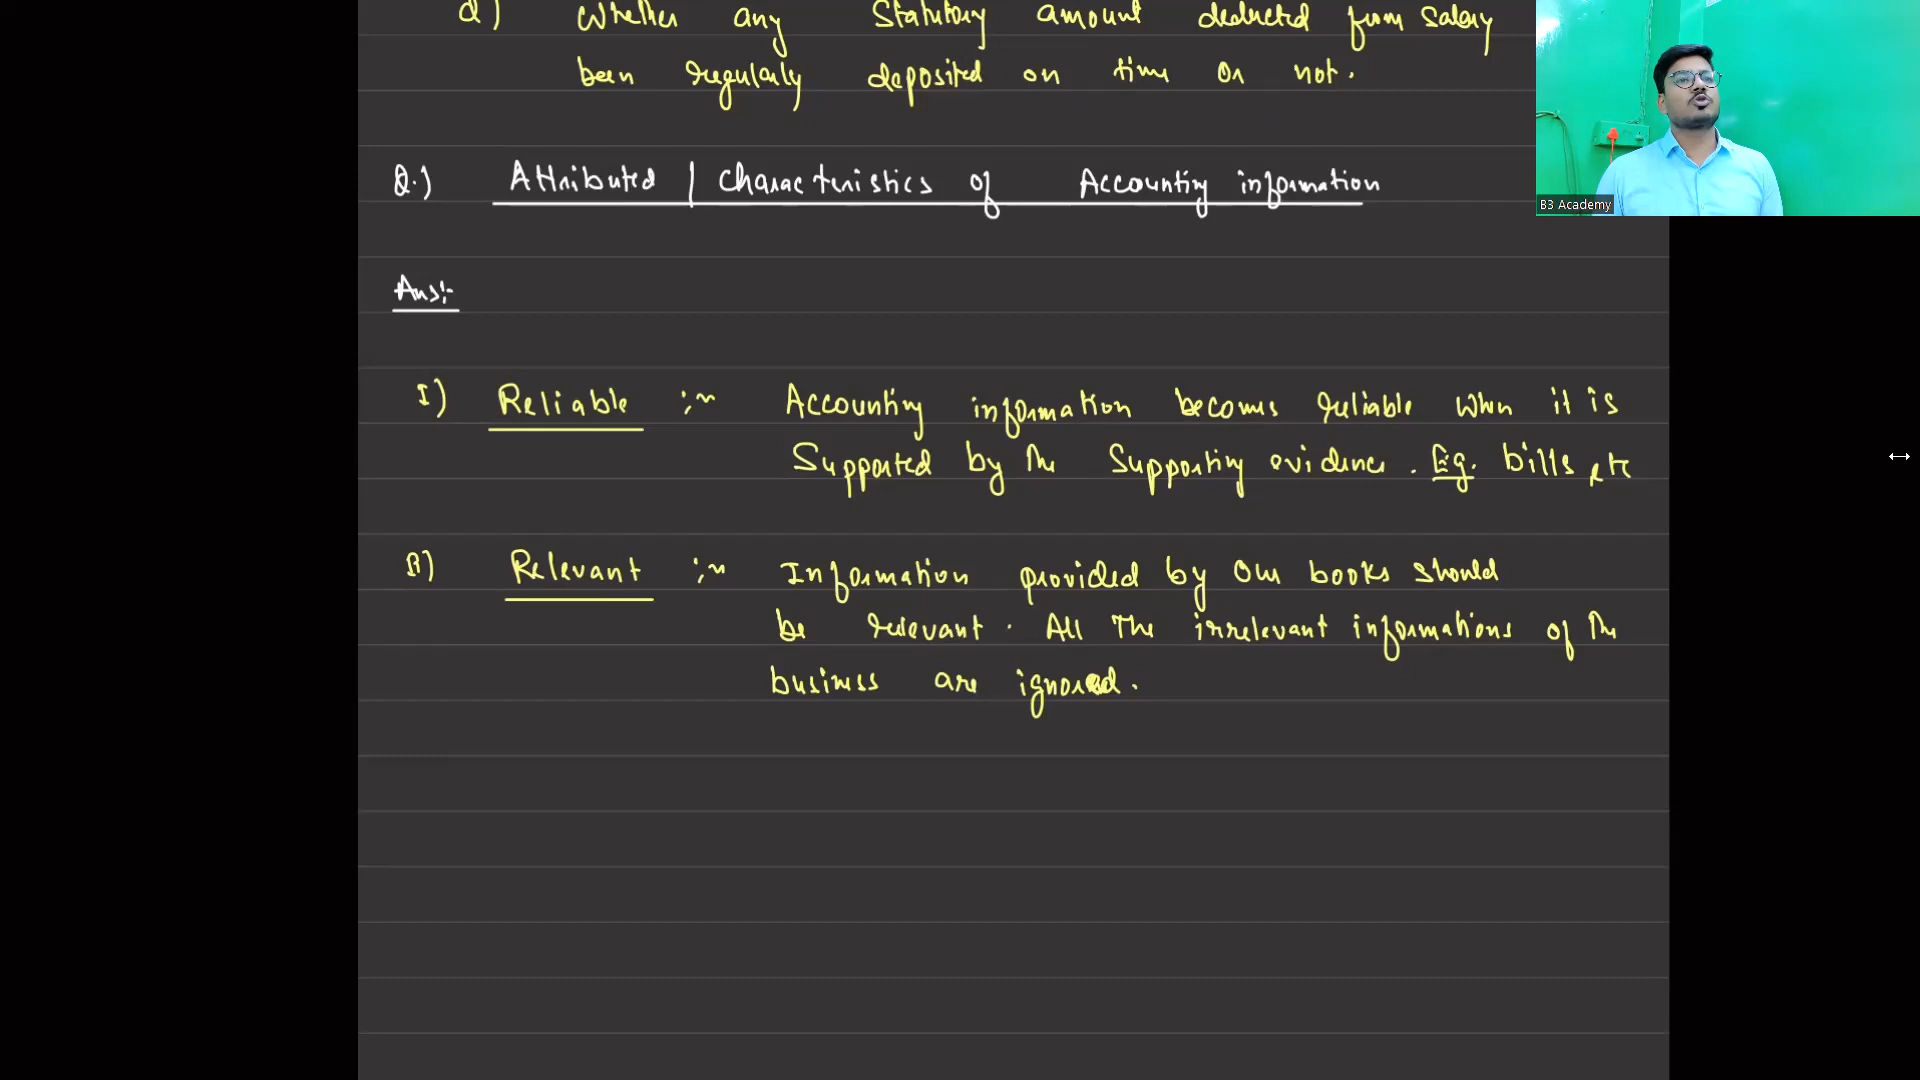 d) Whether any Statutory amount deducted from Salary
been regularly deposited on time or not.
Q.) Attributed / Characteristics of Accounting information
Ans:-
I) Reliable :- Accounting information becomes reliable when it is
Supported by the Supporting evidence. Eg. bills, etc
II) Relevant :- Information provided by our books should
be relevant. All the irrelevant informations of the
business are ignored.
B3 Academy